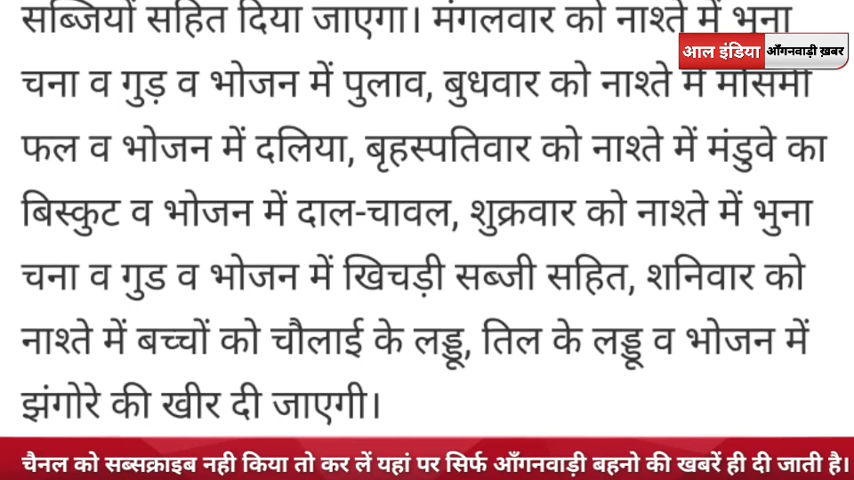 सब्जियों सहित दिया जाएगा। मंगलवार को नाश्ते में भुना
आल इंडिया आँगनवाड़ी ख़बर
चना व गुड़ व भोजन में पुलाव, बुधवार को नाश्ते में मौसमी
फल व भोजन में दलिया, बृहस्पतिवार को नाश्ते में मंडुवे का
बिस्कुट व भोजन में दाल-चावल, शुक्रवार को नाश्ते में भुना
चना व गुड व भोजन में खिचड़ी सब्जी सहित, शनिवार को
नाश्ते में बच्चों को चौलाई के लड्डू, तिल के लड्डू व भोजन में
झंगोरे की खीर दी जाएगी।
चैनल को सब्सक्राइब नही किया तो कर लें यहां पर सिर्फ आँगनवाड़ी बहनो की खबरें ही दी जाती है।